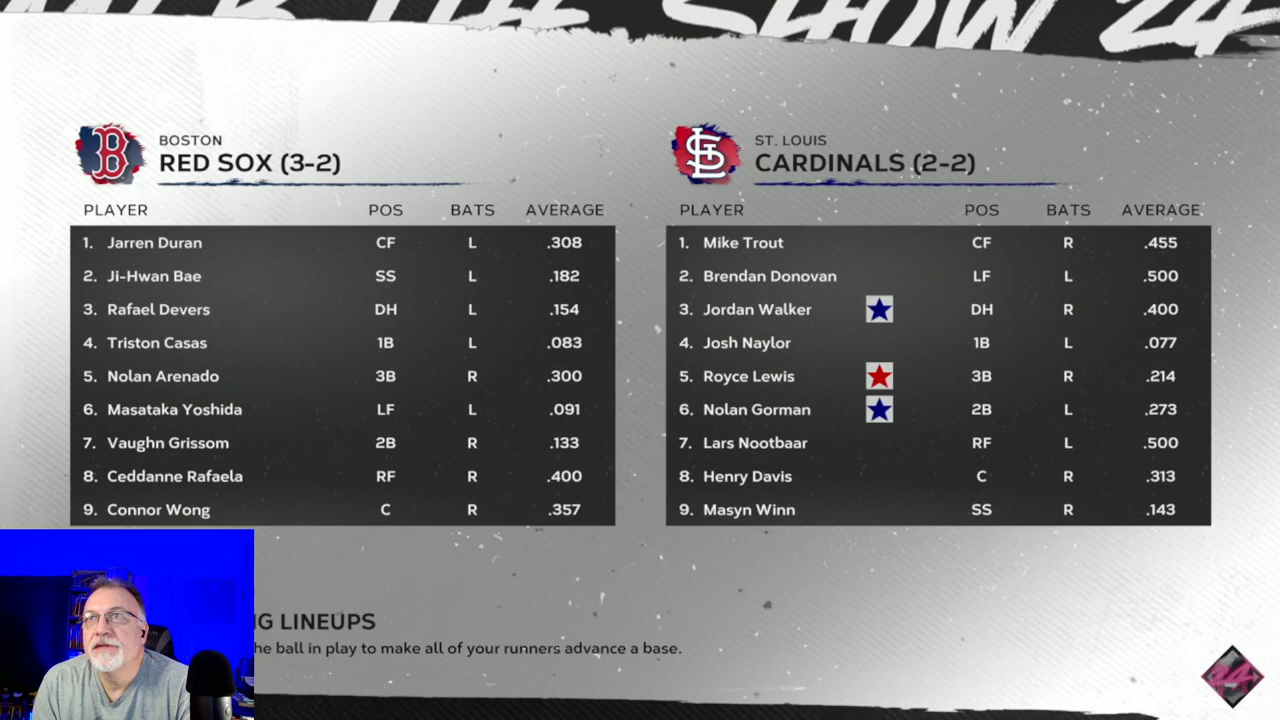 THE SHOW 24
BOSTON
RED SOX (3-2)
PLAYER POS BATS AVERAGE
1. Jarren Duran CF L .308
2. Ji-Hwan Bae SS L .182
3. Rafael Devers DH L .154
4. Triston Casas 1B L .083
5. Nolan Arenado 3B R .300
6. Masataka Yoshida LF L .091
7. Vaughn Grissom 2B R .133
8. Ceddanne Rafaela RF R .400
9. Connor Wong C R .357
ST. LOUIS
CARDINALS (2-2)
PLAYER POS BATS AVERAGE
1. Mike Trout CF R .455
2. Brendan Donovan LF L .500
3. Jordan Walker DH R .400
4. Josh Naylor 1B L .077
5. Royce Lewis 3B R .214
6. Nolan Gorman 2B L .273
7. Lars Nootbaar RF L .500
8. Henry Davis C R .313
9. Masyn Winn SS R .143
LINEUPS
ball in play to make all of your runners advance a base.
24